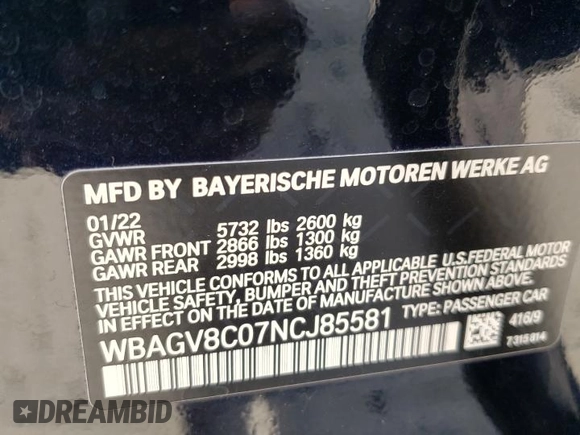 MFD BY BAYERISCHE MOTOREN WERKE AG
01/22
GVWR 5732 lbs 2600 kg
GAWR FRONT 2866 lbs 1300 kg
GAWR REAR 2998 lbs 1360 kg
THIS VEHICLE CONFORMS TO ALL APPLICABLE U.S.FEDERAL MOTOR
VEHICLE SAFETY, BUMPER AND THEFT PREVENTION STANDARDS
IN EFFECT ON THE DATE OF MANUFACTURE SHOWN ABOVE.
WBAGV8C07NCJ85581 TYPE: PASSENGER CAR
416/9
7315814
DREAMBID